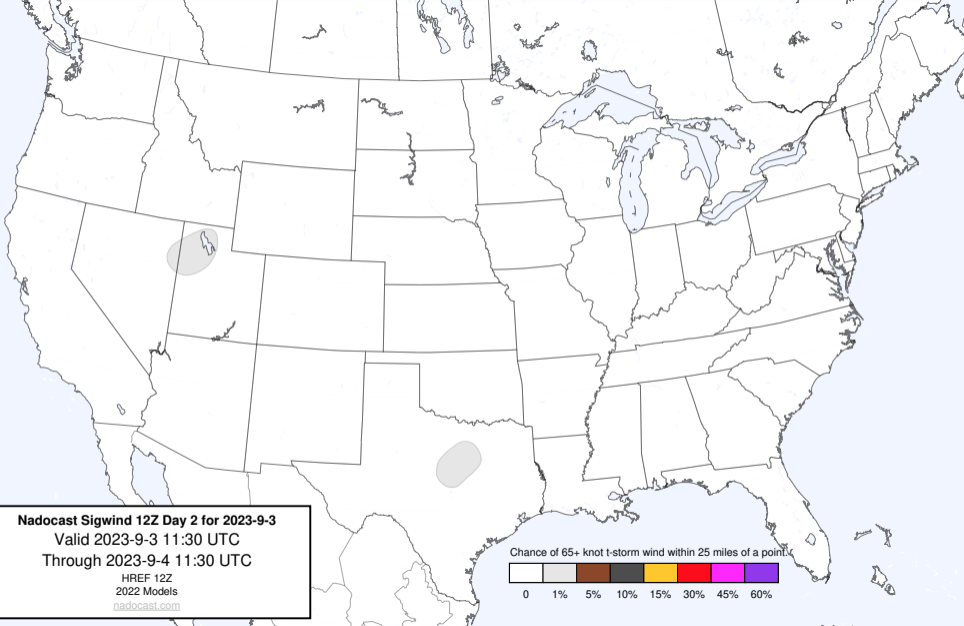 Nadocast Sigwind 12Z Day 2 for 2023-9-3
Valid 2023-9-3 11:30 UTC
Through 2023-9-4 11:30 UTC
HREF 12Z
2022 Models
nadocast.com
Chance of 65+ knot t-storm wind within 25 miles of a point.
0 1% 5% 10% 15% 30% 45% 60%